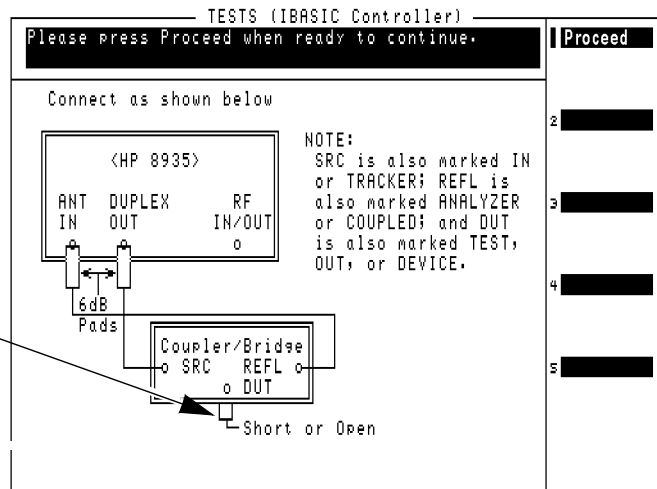 TESTS (IBASIC Controller)
Please press Proceed when ready to continue.
Proceed
Connect as shown below
2
<HP 8935>
ANT DUPLEX RF
IN OUT IN/OUT
NOTE:
SRC is also marked IN
or TRACKER; REFL is
also marked ANALYZER
or COUPLED; and DUT
is also marked TEST,
OUT, or DEVICE.
3
4
6dB
Pads
Coupler/Bridge
SRC REFL
DUT
5
Short or Open